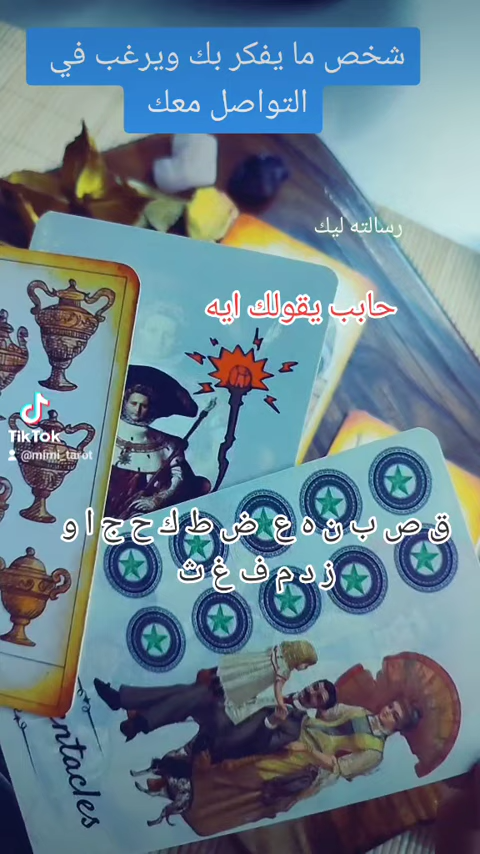 شخص ما يفكر بك ويرغب في
التواصل معك
رسالته ليك
حابب يقولك ايه
TikTok
@mimi_tarot
ق ص ب ن ه ع ض ط ك ح ج ا و
ز د م ف غ ث
ntacles